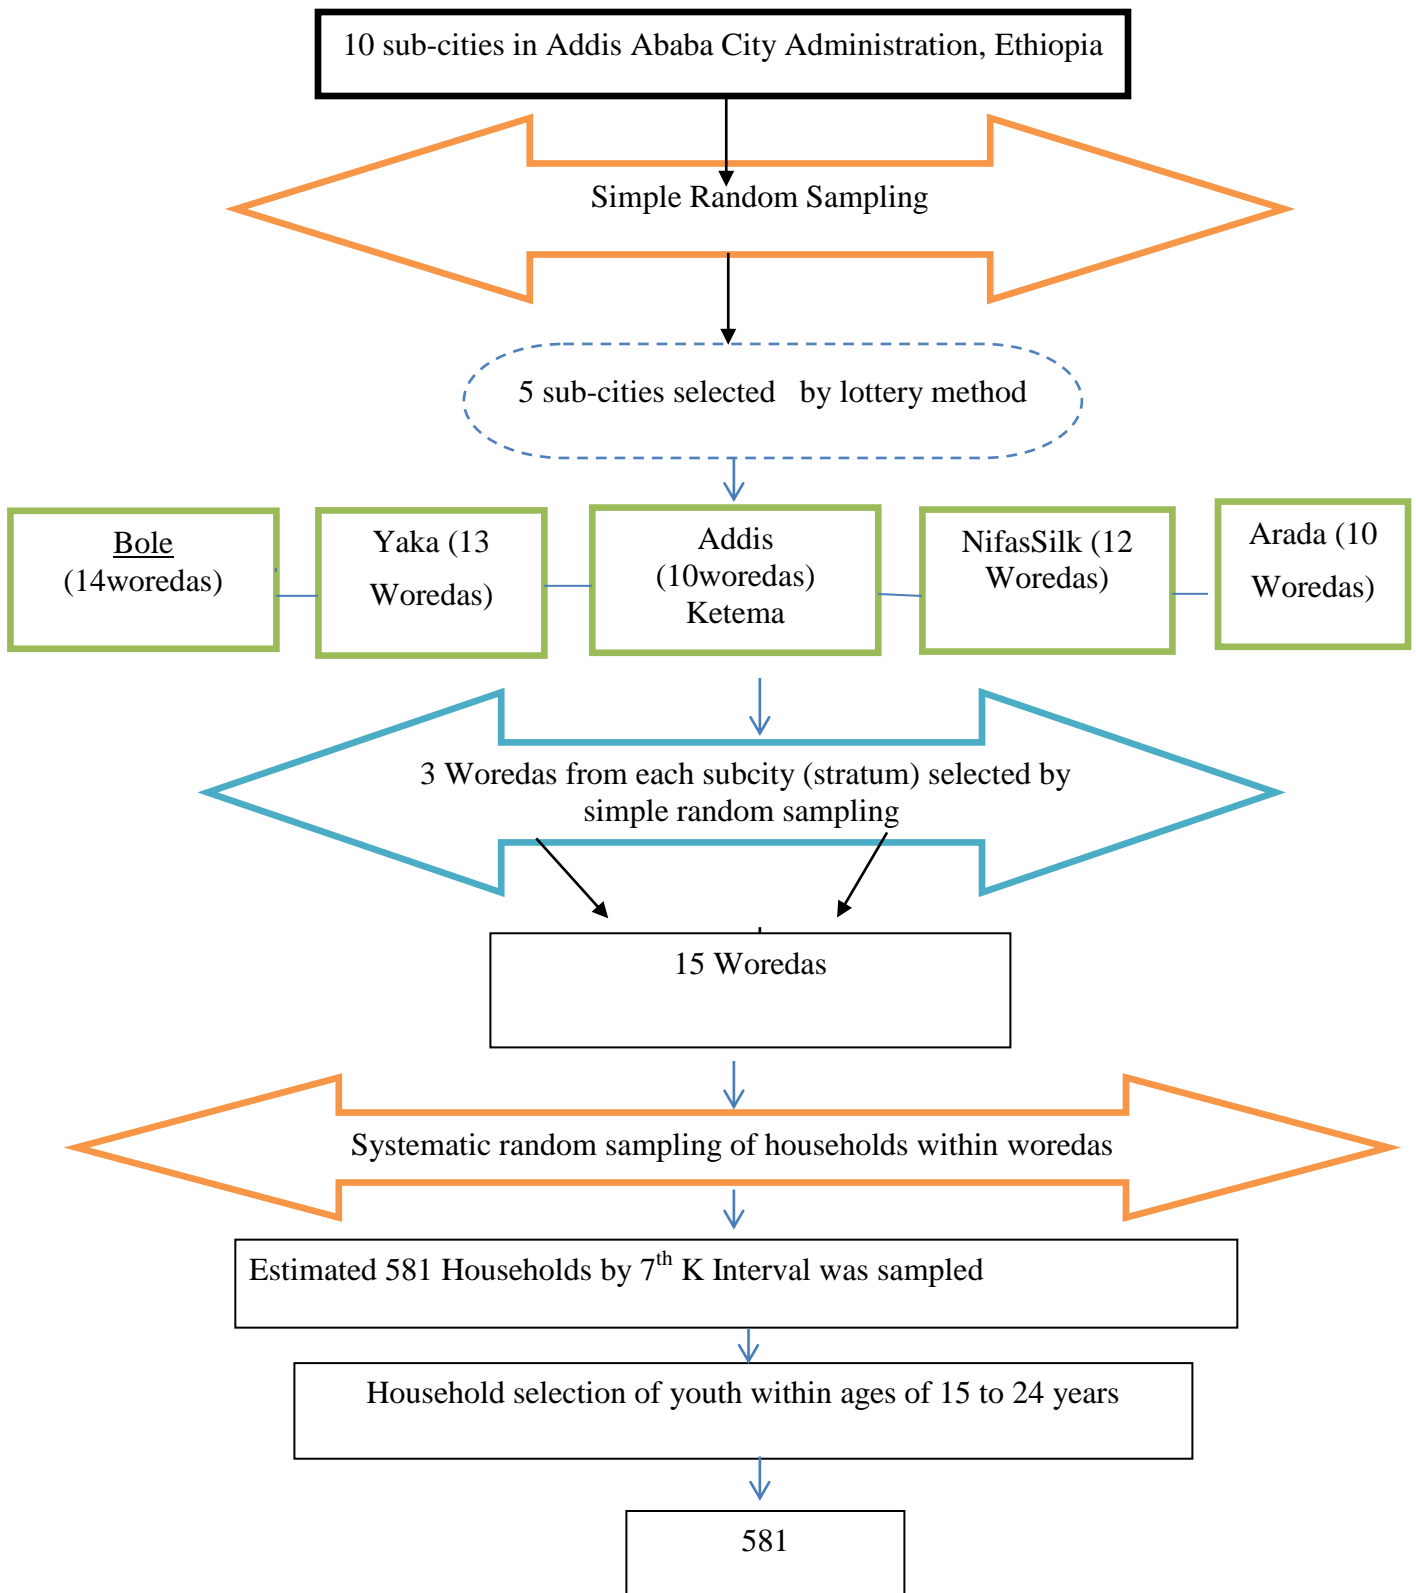 10 sub-cities in Addis Ababa City Administration, Ethiopia
Simple Random Sampling
5 sub-cities selected by lottery method
Bole
(14woredas)
Yaka (13
Woredas)
Addis
(10woredas)
Ketema
NifasSilk (12
Woredas)
Arada (10
Woredas)
3 Woredas from each subcity (stratum) selected by
simple random sampling
15 Woredas
Systematic random sampling of households within woredas
Estimated 581 Households by 7th K Interval was sampled
Household selection of youth within ages of 15 to 24 years
581